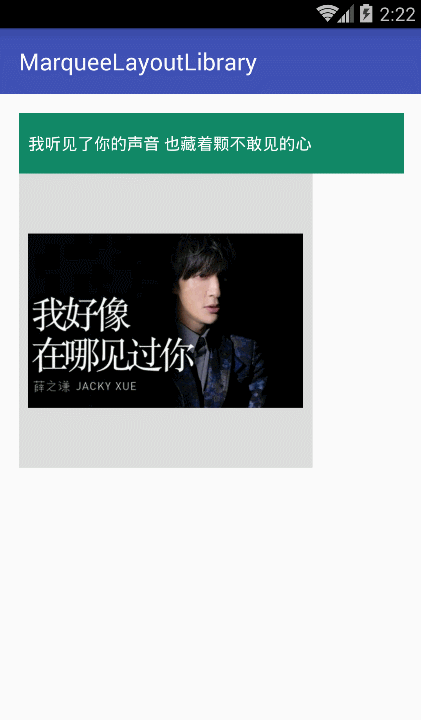 2:22
MarqueeLayoutLibrary
我听见了你的声音 也藏着颗不敢见的心
我好像
在哪见过你
薛之谦 JACKY XUE